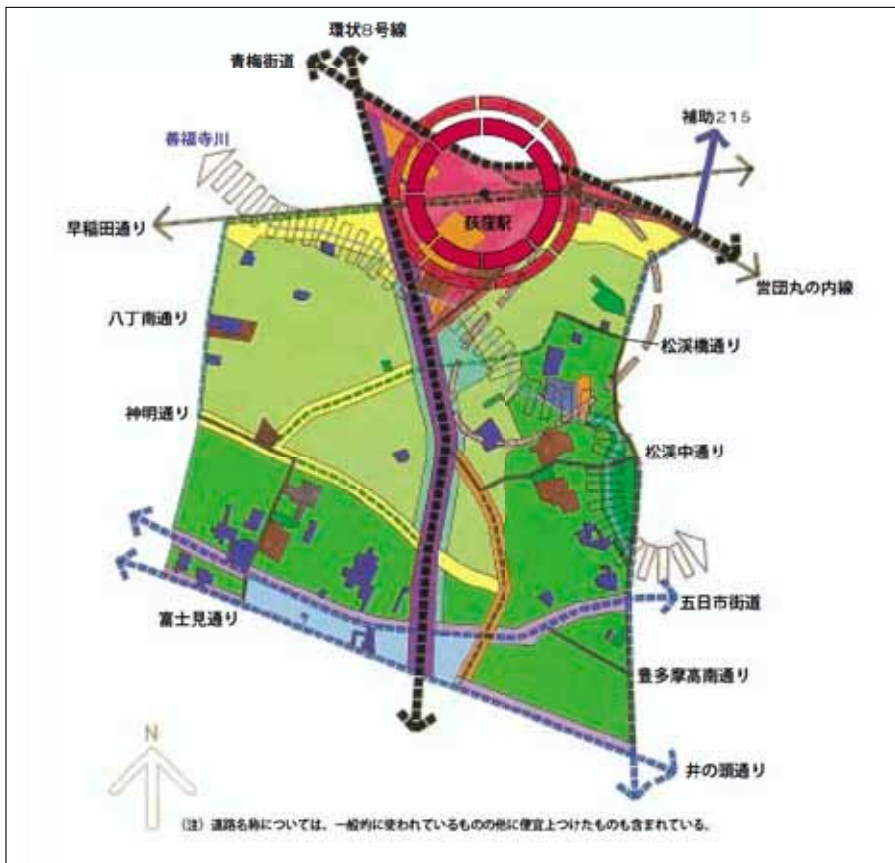 環状8号線
青梅街道
補助215
善福寺川
荻窪駅
早稲田通り
営団丸の内線
八丁南通り
松渓橋通り
神明通り
松渓中通り
五日市街道
富士見通り
豊多摩高南通り
N
井の頭通り
(注) 道路名称については、一般的に使われているものの他に便宜上つけたものも含まれている。